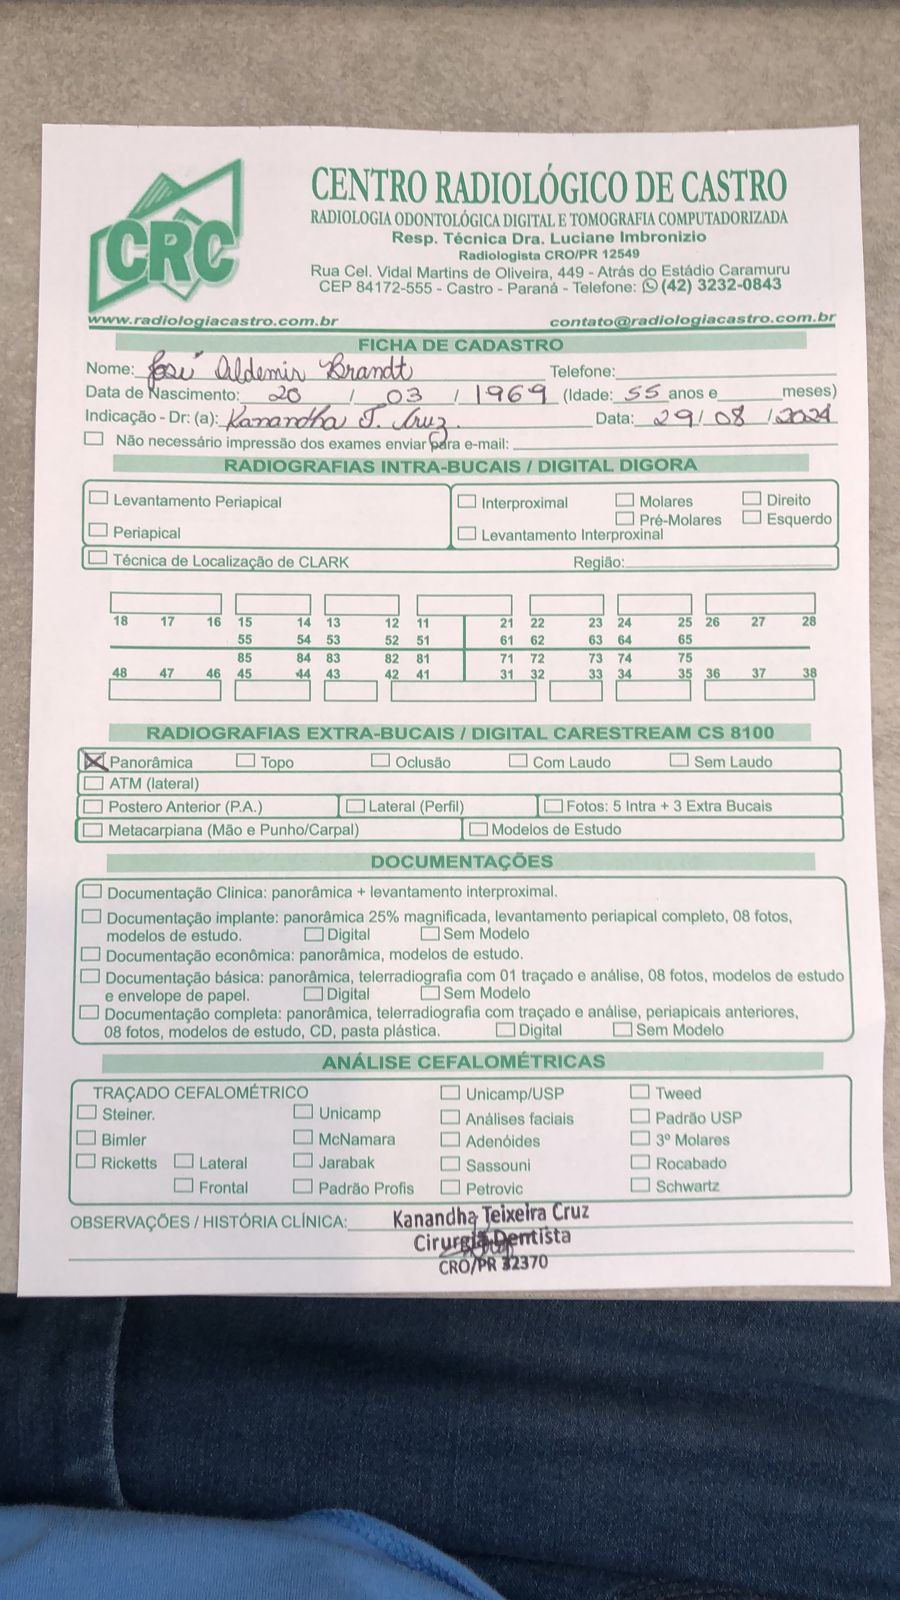 CRC
CENTRO RADIOLÓGICO DE CASTRO
RADIOLOGIA ODONTOLÓGICA DIGITAL E TOMOGRAFIA COMPUTADORIZADA
Resp. Técnica Dra. Luciane Imbronizio
Radiologista CRO/PR 12549
Rua Cel. Vidal Martins de Oliveira, 449 - Atrás do Estádio Caramuru
CEP 84172-555 - Castro - Paraná - Telefone: (42) 3232-0843
www.radiologiacastro.com.br contato@radiologiacastro.com.br
FICHA DE CADASTRO
Nome: José Aldemir Brandt Telefone:
Data de Nascimento: 20 / 03 / 1969 (Idade: 55 anos e meses)
Indicação - Dr: (a): Kanandha T. Cruz Data: 29/08/2024
Não necessário impressão dos exames enviar para e-mail:
RADIOGRAFIAS INTRA-BUCAIS / DIGITAL DIGORA
Levantamento Periapical Interproximal Molares Direito
Pré-Molares Esquerdo
Periapical Levantamento Interproxinal
Técnica de Localização de CLARK Região:
18 17 16 15 14 13 12 11 21 22 23 24 25 26 27 28
55 54 53 52 51 61 62 63 64 65
85 84 83 82 81 71 72 73 74 75
48 47 46 45 44 43 42 41 31 32 33 34 35 36 37 38
RADIOGRAFIAS EXTRA-BUCAIS / DIGITAL CARESTREAM CS 8100
X Panorâmica Topo Oclusão Com Laudo Sem Laudo
ATM (lateral)
Postero Anterior (P.A.) Lateral (Perfil) Fotos: 5 Intra + 3 Extra Bucais
Metacarpiana (Mão e Punho/Carpal) Modelos de Estudo
DOCUMENTAÇÕES
Documentação Clinica: panorâmica + levantamento interproximal.
Documentação implante: panorâmica 25% magnificada, levantamento periapical completo, 08 fotos,
modelos de estudo. Digital Sem Modelo
Documentação econômica: panorâmica, modelos de estudo.
Documentação básica: panorâmica, telerradiografia com 01 traçado e análise, 08 fotos, modelos de estudo
e envelope de papel. Digital Sem Modelo
Documentação completa: panorâmica, telerradiografia com traçado e análise, periapicais anteriores,
08 fotos, modelos de estudo, CD, pasta plástica. Digital Sem Modelo
ANÁLISE CEFALOMÉTRICAS
TRAÇADO CEFALOMÉTRICO Unicamp/USP Tweed
Steiner. Unicamp Análises faciais Padrão USP
Bimler McNamara Adenóides 3º Molares
Ricketts Lateral Jarabak Sassouni Rocabado
Frontal Padrão Profis Petrovic Schwartz
OBSERVAÇÕES / HISTÓRIA CLÍNICA: Kanandha Teixeira Cruz
Cirurgiã Dentista
CRO/PR 32370